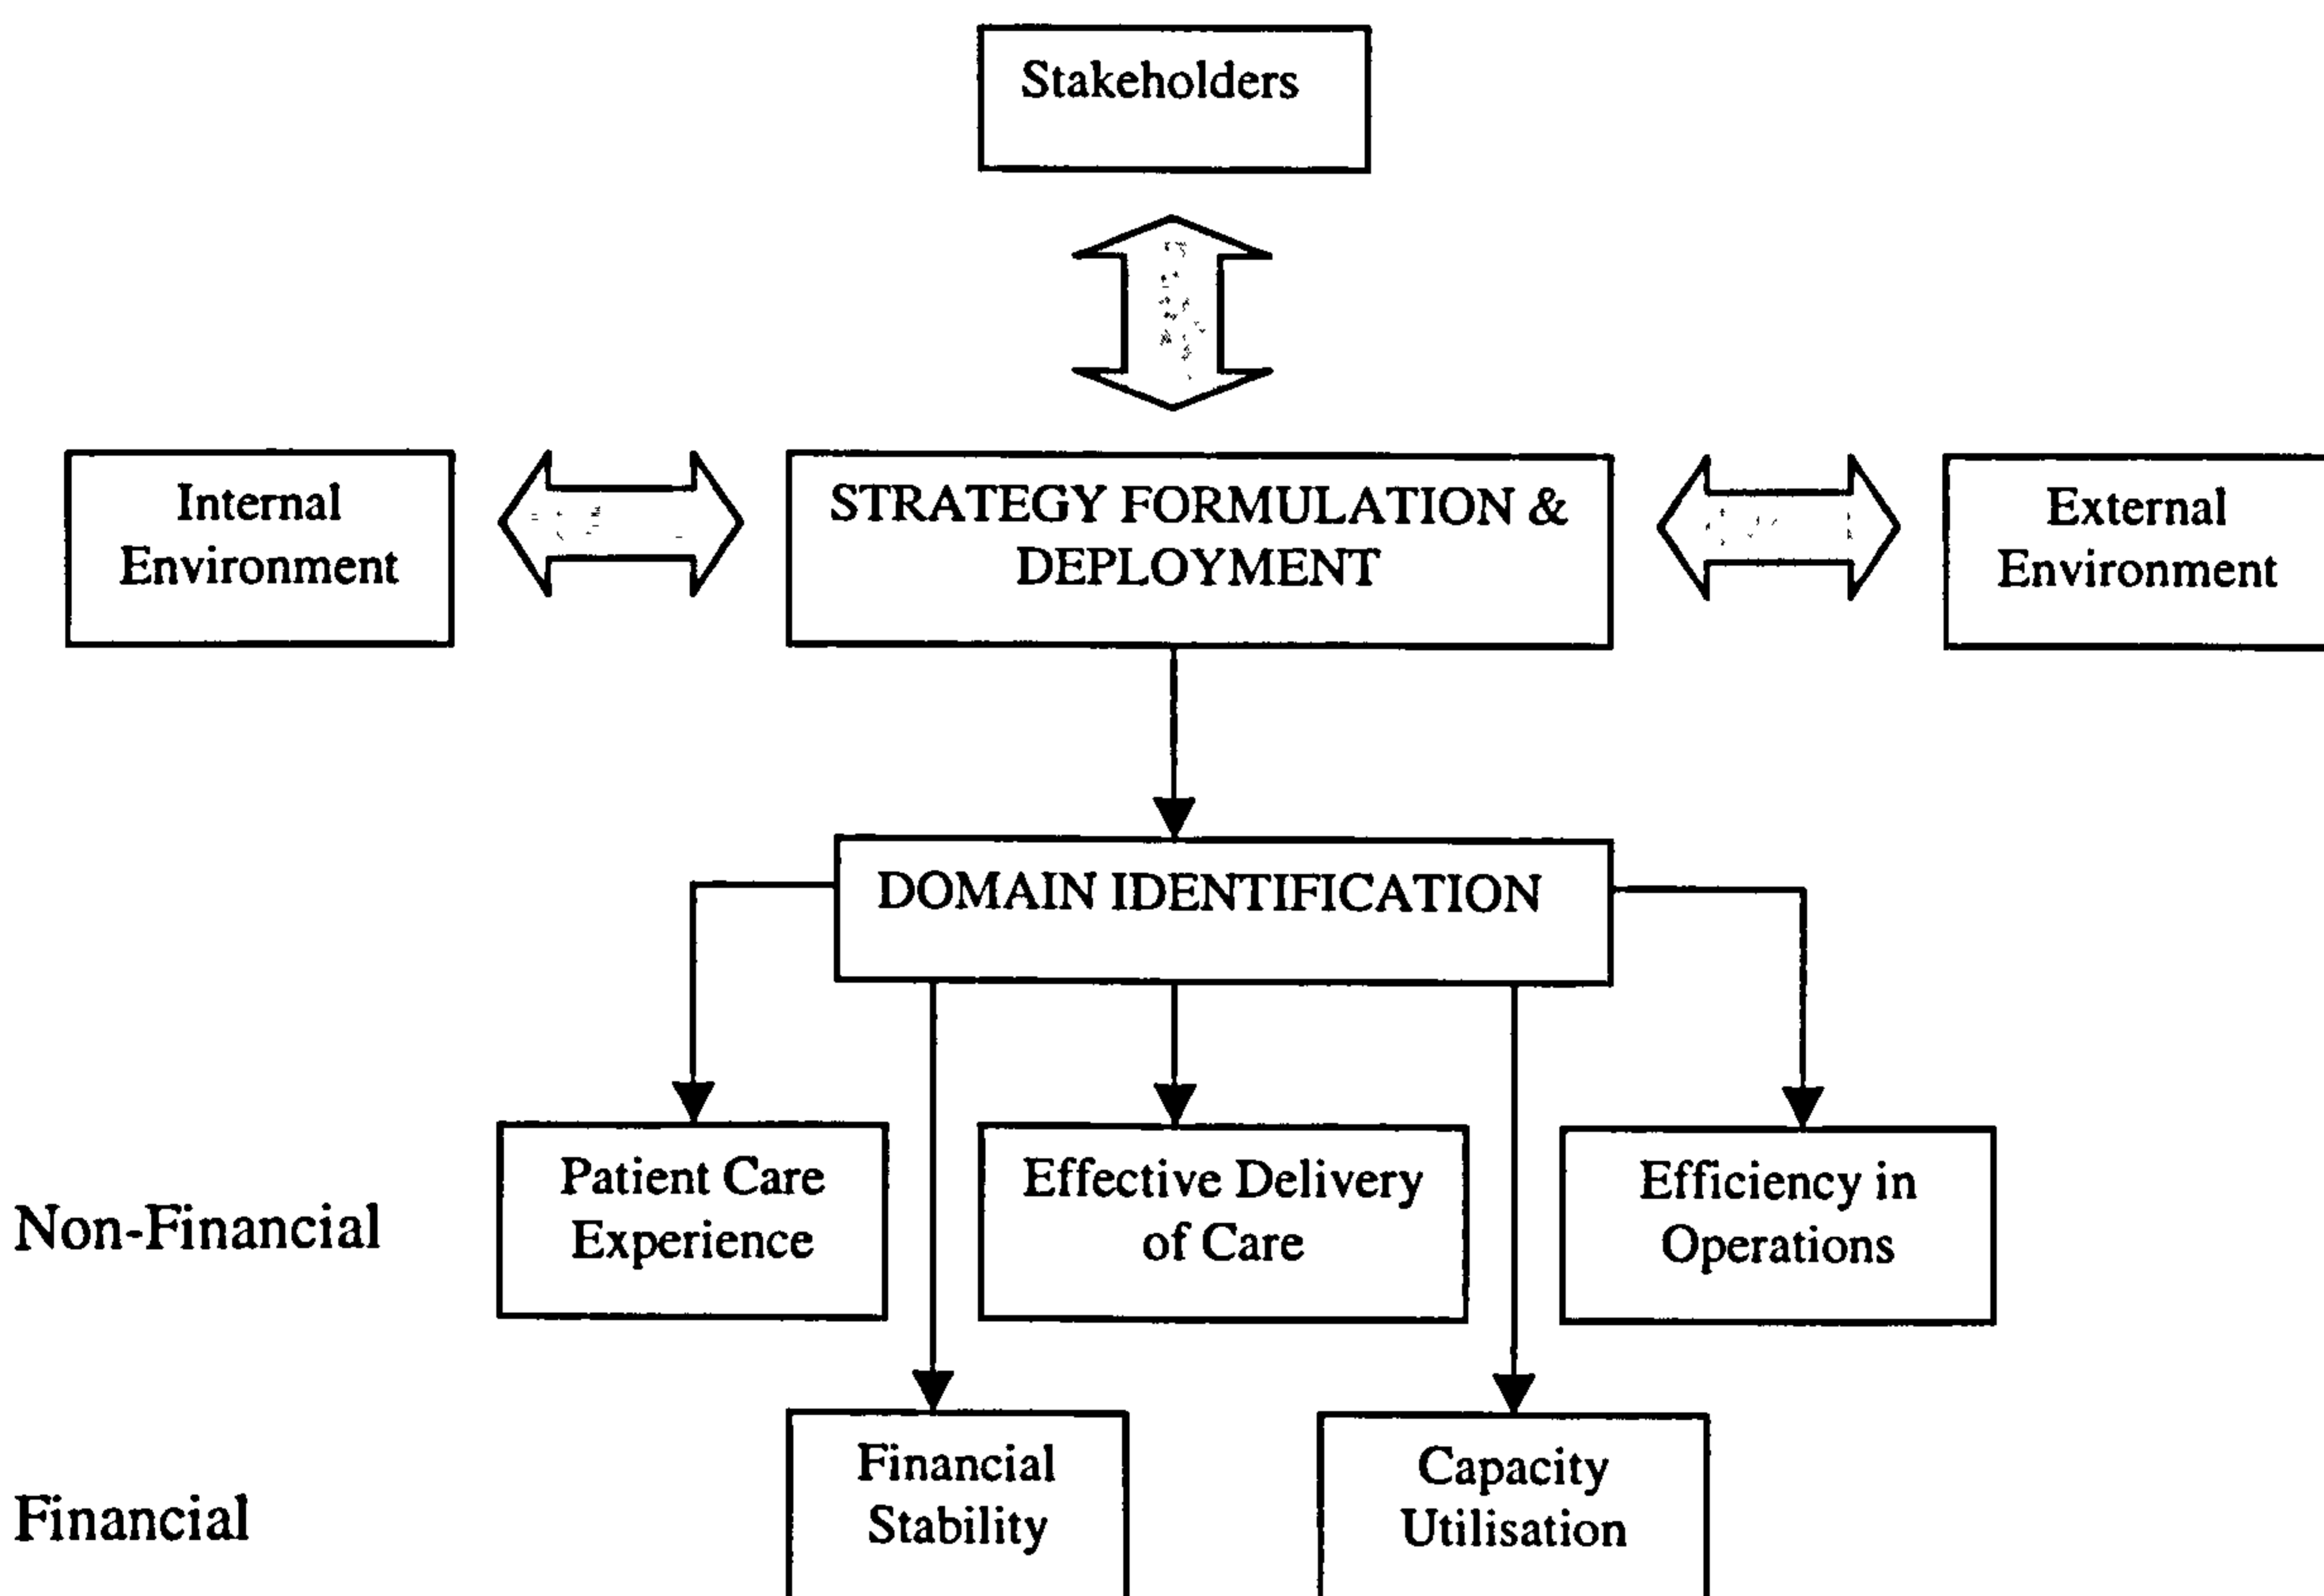 Stakeholders
Internal
Environment
STRATEGY FORMULATION &
DEPLOYMENT
External
Environment
DOMAIN IDENTIFICATION
Non-Financial
Patient Care
Experience
Effective Delivery
of Care
Efficiency in
Operations
Financial
Financial
Stability
Capacity
Utilisation